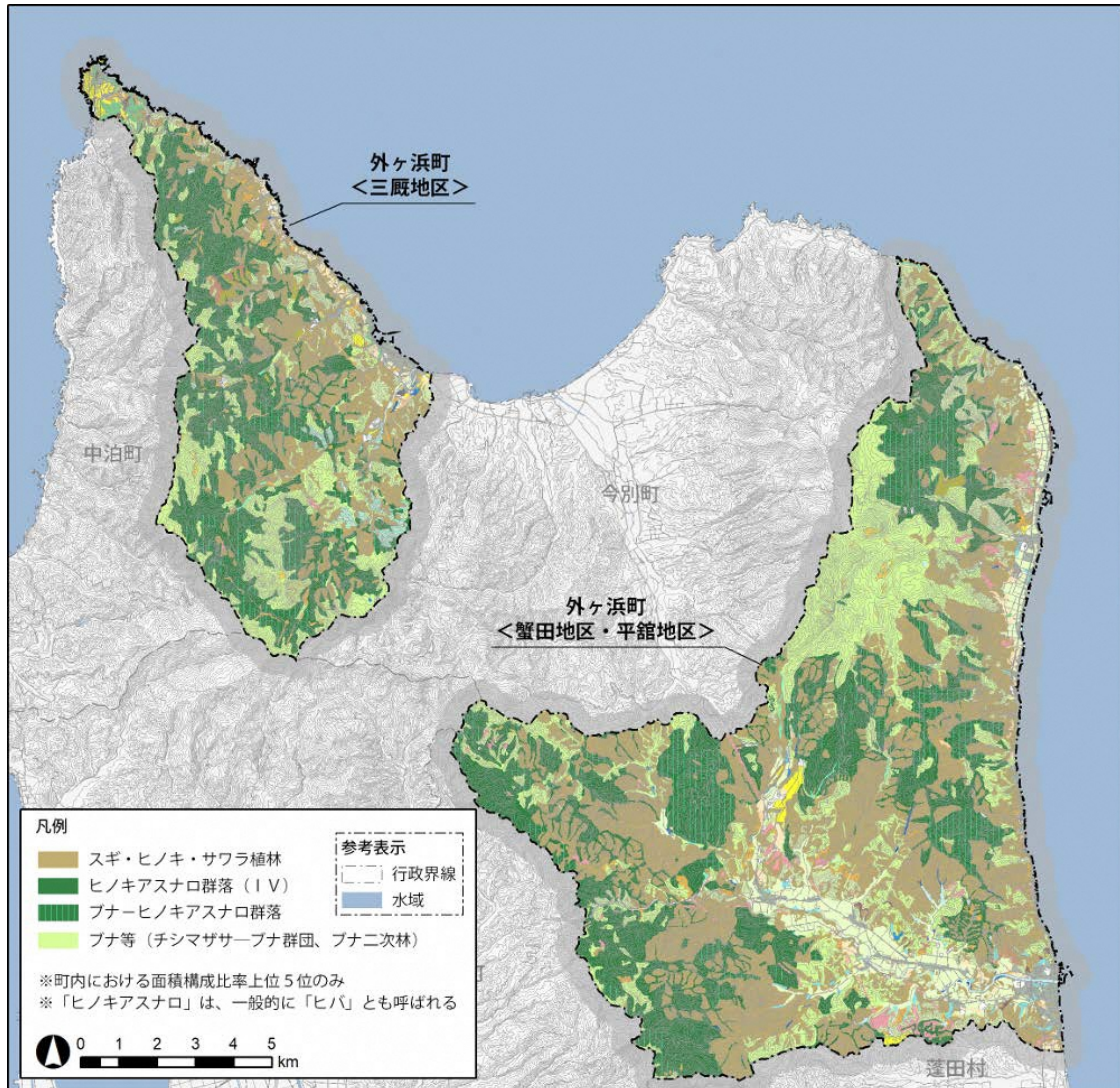 外ヶ浜町
＜三厩地区＞
中泊町
今別町
外ヶ浜町
＜蟹田地区・平舘地区＞
凡例
スギ・ヒノキ・サワラ植林
ヒノキアスナロ群落（ＩＶ）
ブナーヒノキアスナロ群落
ブナ等（チシマザサ―ブナ群団、ブナ二次林）
参考表示
行政界線
水域
※町内における面積構成比率上位５位のみ
※「ヒノキアスナロ」は、一般的に「ヒバ」とも呼ばれる
0 1 2 3 4 5
km
町
蓬田村